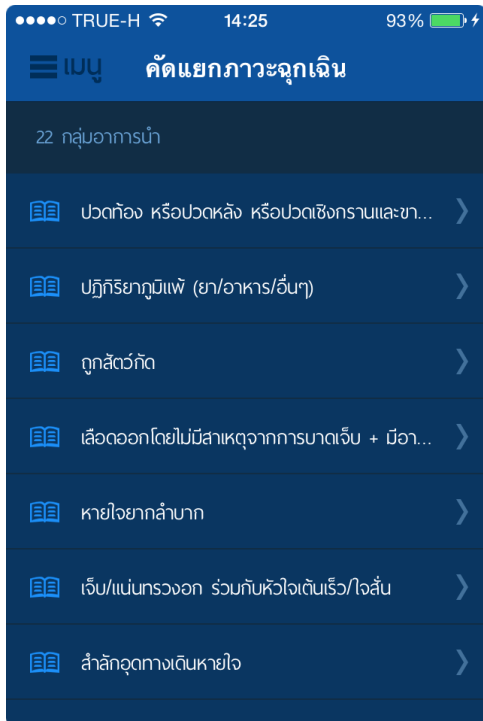 TRUE-H 14:25 93%
เมนู คัดแยกภาวะฉุกเฉิน
22 กลุ่มอาการนำ
ปวดท้อง หรือปวดหลัง หรือปวดเชิงกรานและขา...
ปฏิกิริยาภูมิแพ้ (ยา/อาหาร/อื่นๆ)
ถูกสัตว์กัด
เลือดออกโดยไม่มีสาเหตุจากการบาดเจ็บ + มีอา...
หายใจยากลำบาก
เจ็บ/แน่นทรวงอก ร่วมกับหัวใจเต้นเร็ว/ใจสั่น
สำลักอุดทางเดินหายใจ